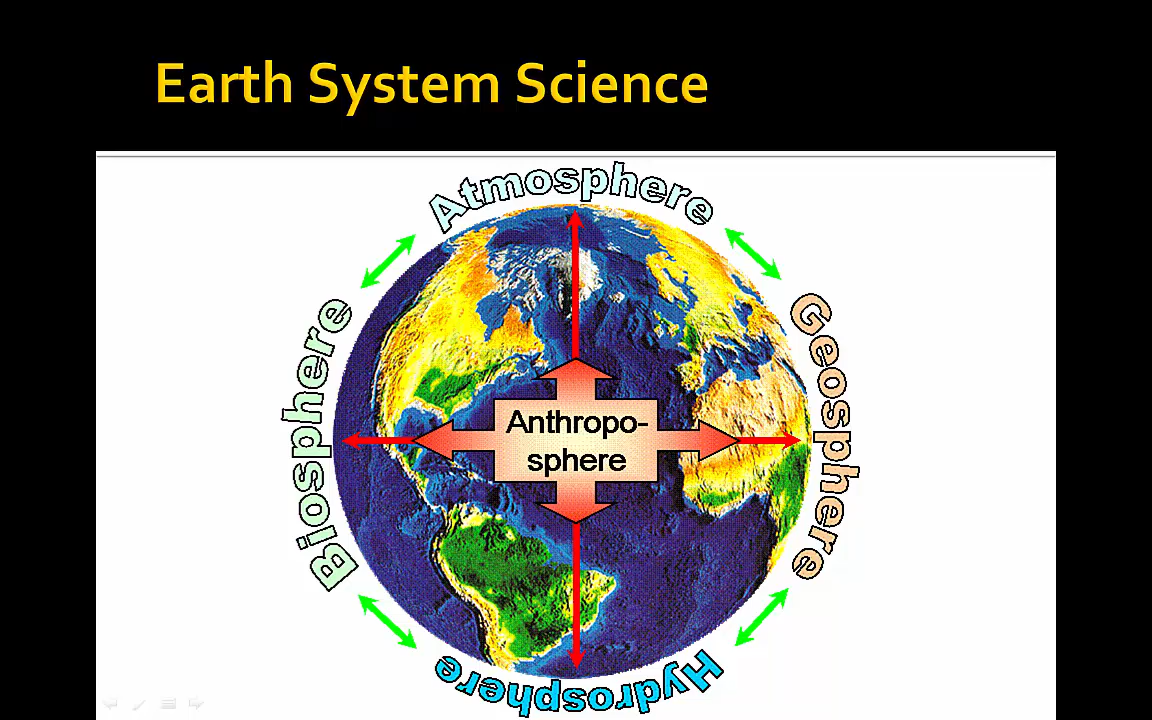 Earth System Science
Atmosphere
Biosphere
Geosphere
Anthropo-
sphere
Hydrosphere